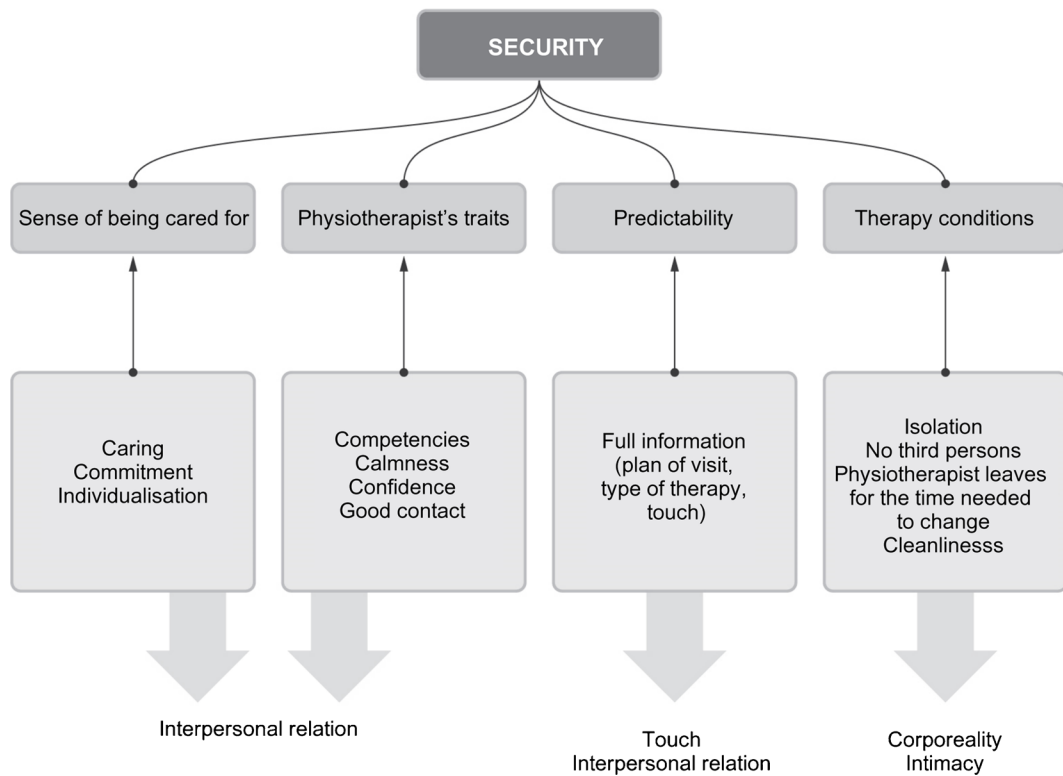 SECURITY
Sense of being cared for
Physiotherapist’s traits
Predictability
Therapy conditions
Caring
Commitment
Individualisation
Competencies
Calmness
Confidence
Good contact
Full information
(plan of visit,
type of therapy,
touch)
Isolation
No third persons
Physiotherapist leaves
for the time needed
to change
Cleanlinesss
Interpersonal relation
Touch
Interpersonal relation
Corporeality
Intimacy